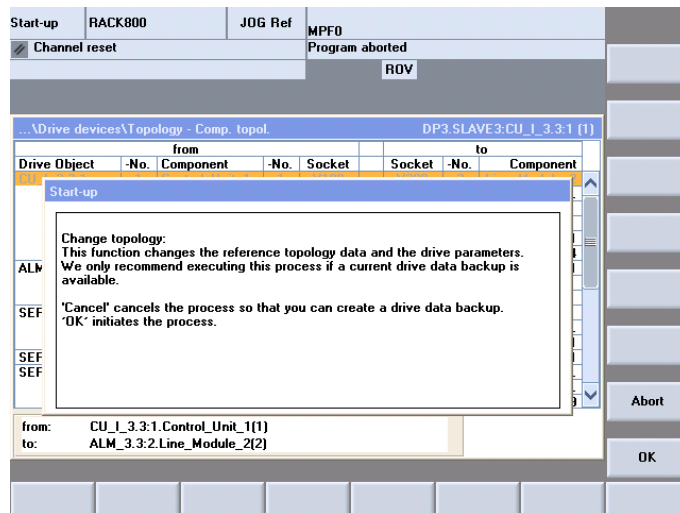 Start-up RACK800 JOG Ref MPF0
Channel reset Program aborted
ROV
...\Drive devices\Topology - Comp. topol. DP3.SLAVE3:CU_I_3.3:1 (1)
from to
Drive Object -No. Component -No. Socket Socket -No. Component
Start-up
Change topology:
This function changes the reference topology data and the drive parameters.
ALM We only recommend executing this process if a current drive data backup is
available.
SER 'Cancel' cancels the process so that you can create a drive data backup.
'OK' initiates the process.
Abort
from: CU_I_3.3:1.Control_Unit_1(1)
to: ALM_3.3:2.Line_Module_2(2)
OK